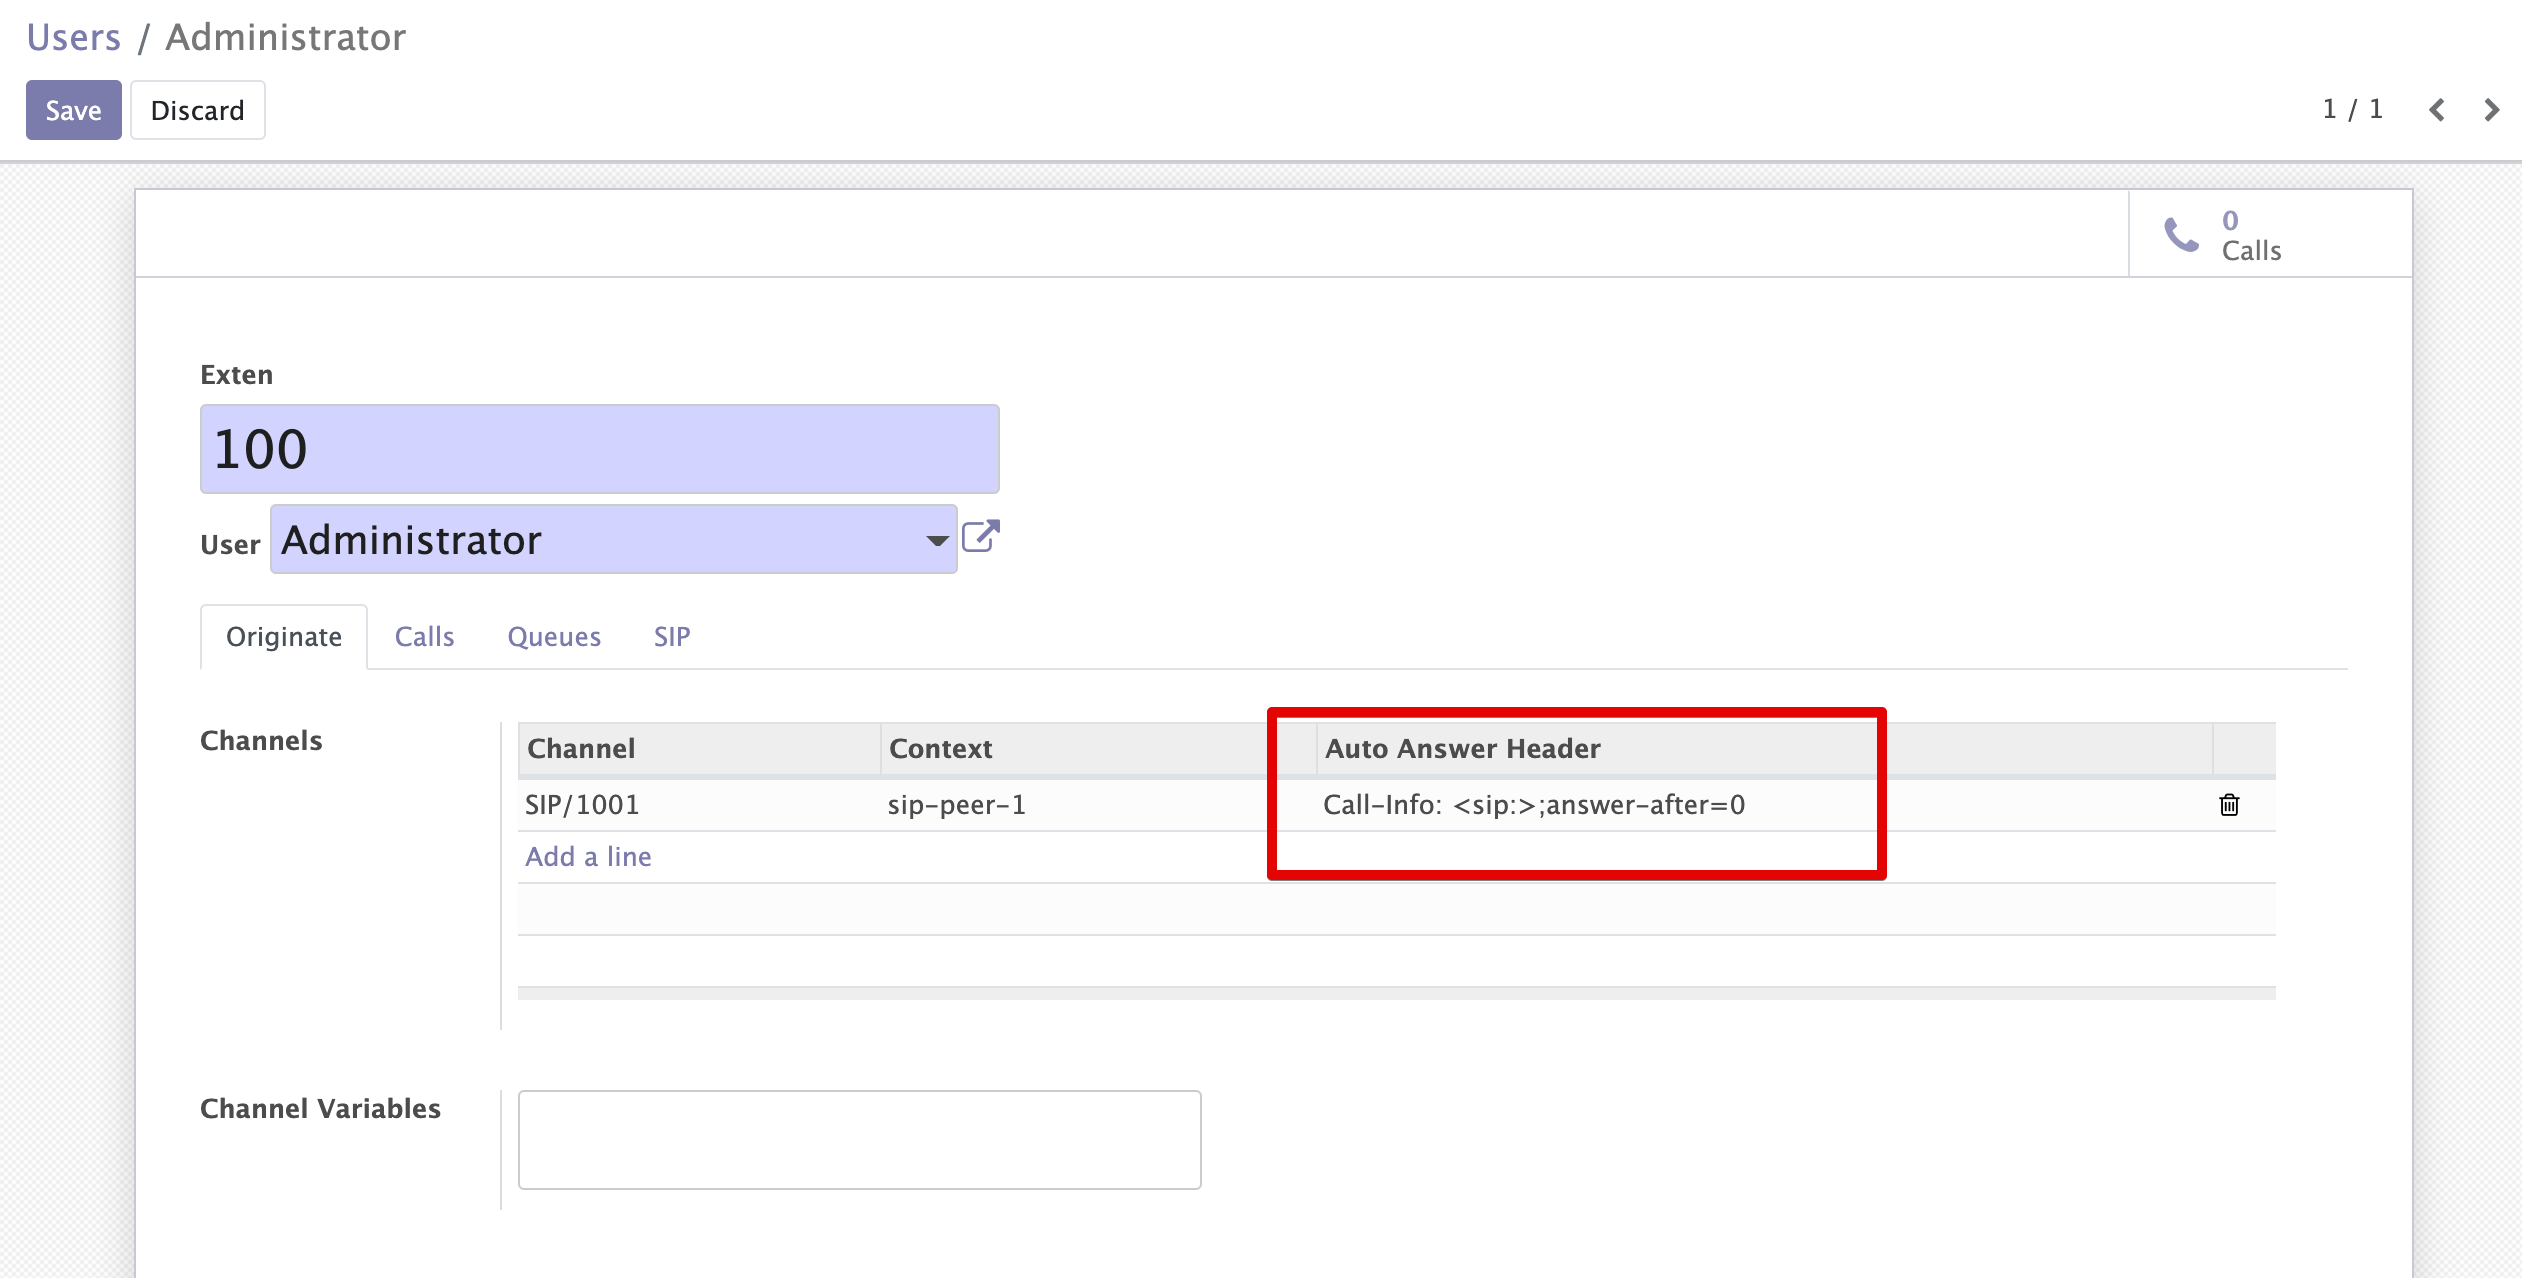 Users / Administrator
Save Discard 1 / 1
0
Calls
Exten
100
User Administrator
Originate Calls Queues SIP
Channels
Channel Context Auto Answer Header
SIP/1001 sip-peer-1 Call-Info: <sip:>;answer-after=0
Add a line
Channel Variables